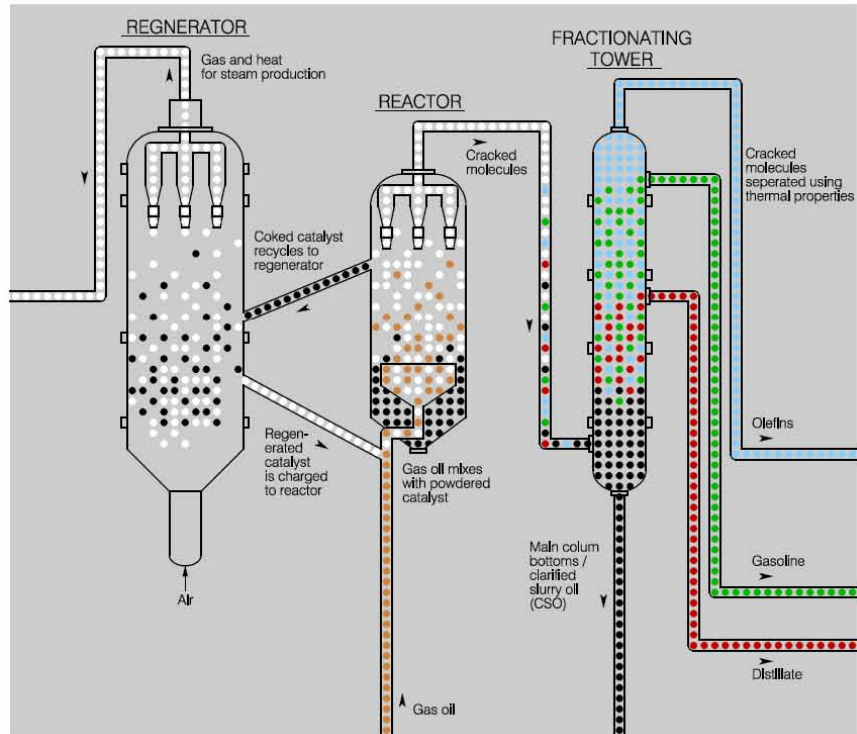 REGNERATOR
Gas and heat
for steam production
REACTOR
Cracked
molecules
FRACTIONATING
TOWER
Cracked
molecules
seperated using
thermal properties
Coked catalyst
recycles to
regenerator
Regen-
erated
catalyst
is charged
to reactor
Gas oil mixes
with powdered
catalyst
Air
Gas oil
Main colum
bottoms /
clarified
slurry oil
(CSO)
Olefins
Gasoline
Distillate